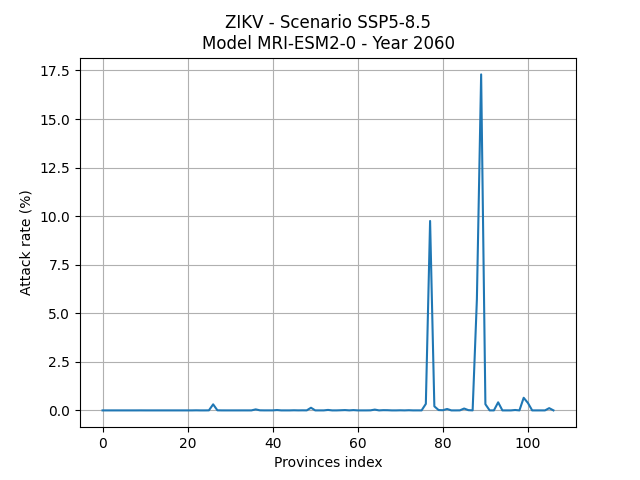 ZIKV - Scenario SSP5-8.5
Model MRI-ESM2-0 - Year 2060
17.5
15.0
12.5
10.0
7.5
5.0
2.5
0.0
Attack rate (%)
0 20 40 60 80 100
Provinces index